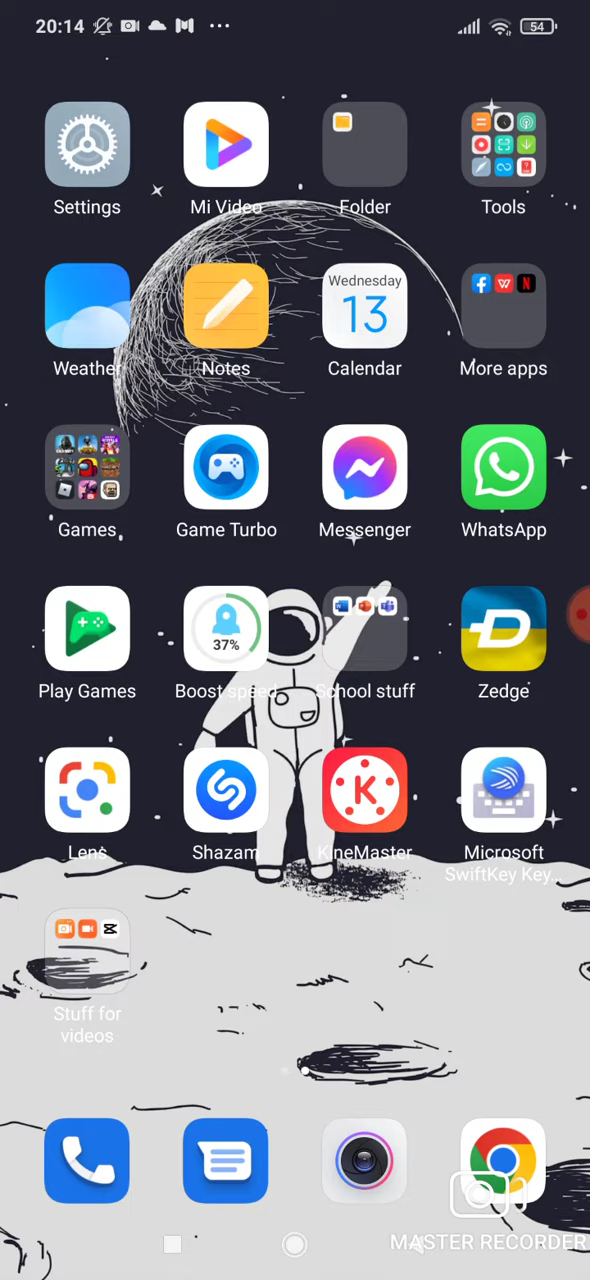 20:14
54
Settings
Mi Video
Folder
Tools
Weather
Notes
Wednesday
13
Calendar
More apps
Games
Game Turbo
Messenger
WhatsApp
Play Games
37%
Boost speed
School stuff
Zedge
Lens
Shazam
K
KineMaster
Microsoft
SwiftKey Key...
Stuff for
videos
MASTER RECORDER